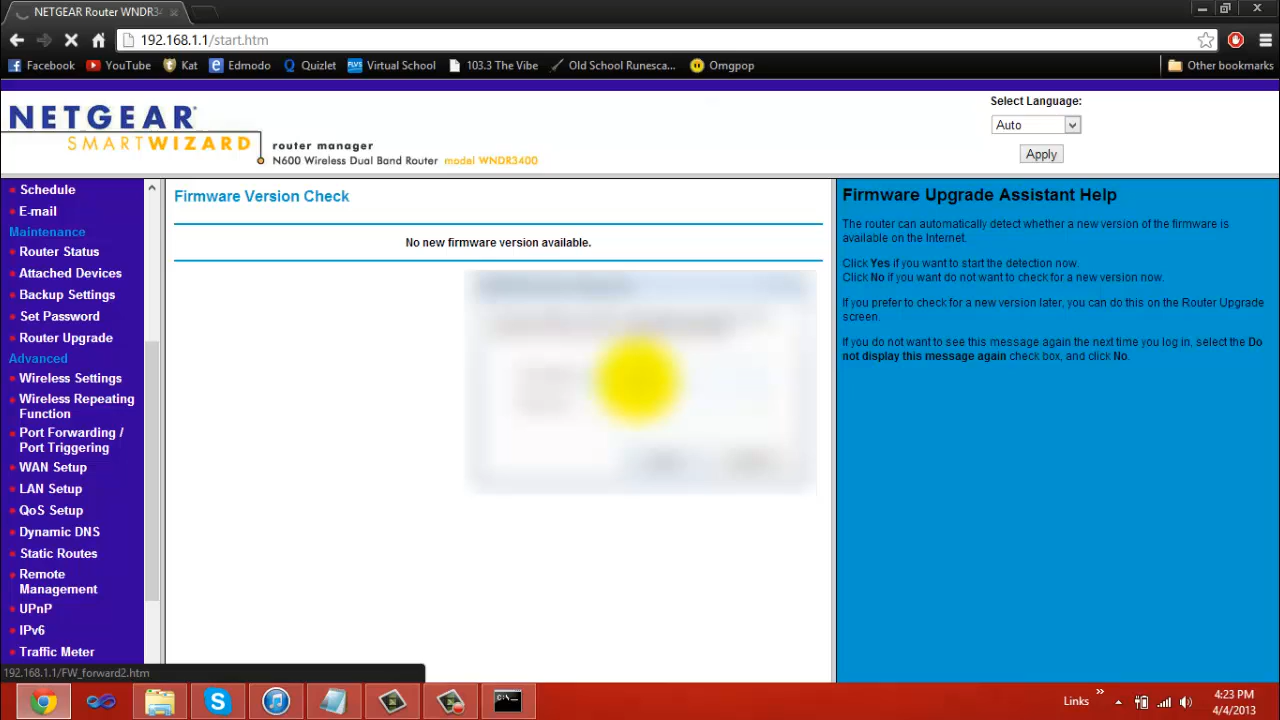 NETGEAR Router WNDR34
192.168.1.1/start.htm
Facebook YouTube Kat Edmodo Quizlet Virtual School 103.3 The Vibe Old School Runesca... Omgpop Other bookmarks
NETGEAR
SMARTWIZARD
router manager
N600 Wireless Dual Band Router model WNDR3400
Select Language:
Auto
Apply
Schedule
E-mail
Maintenance
Router Status
Attached Devices
Backup Settings
Set Password
Router Upgrade
Advanced
Wireless Settings
Wireless Repeating
Function
Port Forwarding /
Port Triggering
WAN Setup
LAN Setup
QoS Setup
Dynamic DNS
Static Routes
Remote
Management
UPnP
IPv6
Traffic Meter
Firmware Version Check
No new firmware version available.
Firmware Upgrade Assistant Help
The router can automatically detect whether a new version of the firmware is
available on the Internet.
Click Yes if you want to start the detection now.
Click No if you want do not want to check for a new version now.
If you prefer to check for a new version later, you can do this on the Router Upgrade
screen.
If you do not want to see this message again the next time you log in, select the Do
not display this message again check box, and click No.
192.168.1.1/FW_forward2.htm
Links
4:23 PM
4/4/2013